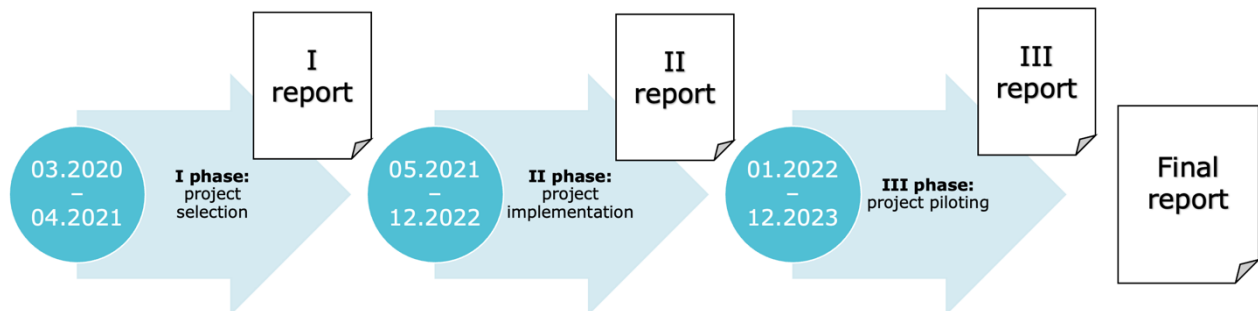 I
report
03.2020
–
04.2021
I phase:
project
selection
II
report
05.2021
–
12.2022
II phase:
project
implementation
III
report
01.2022
–
12.2023
III phase:
project piloting
Final
report